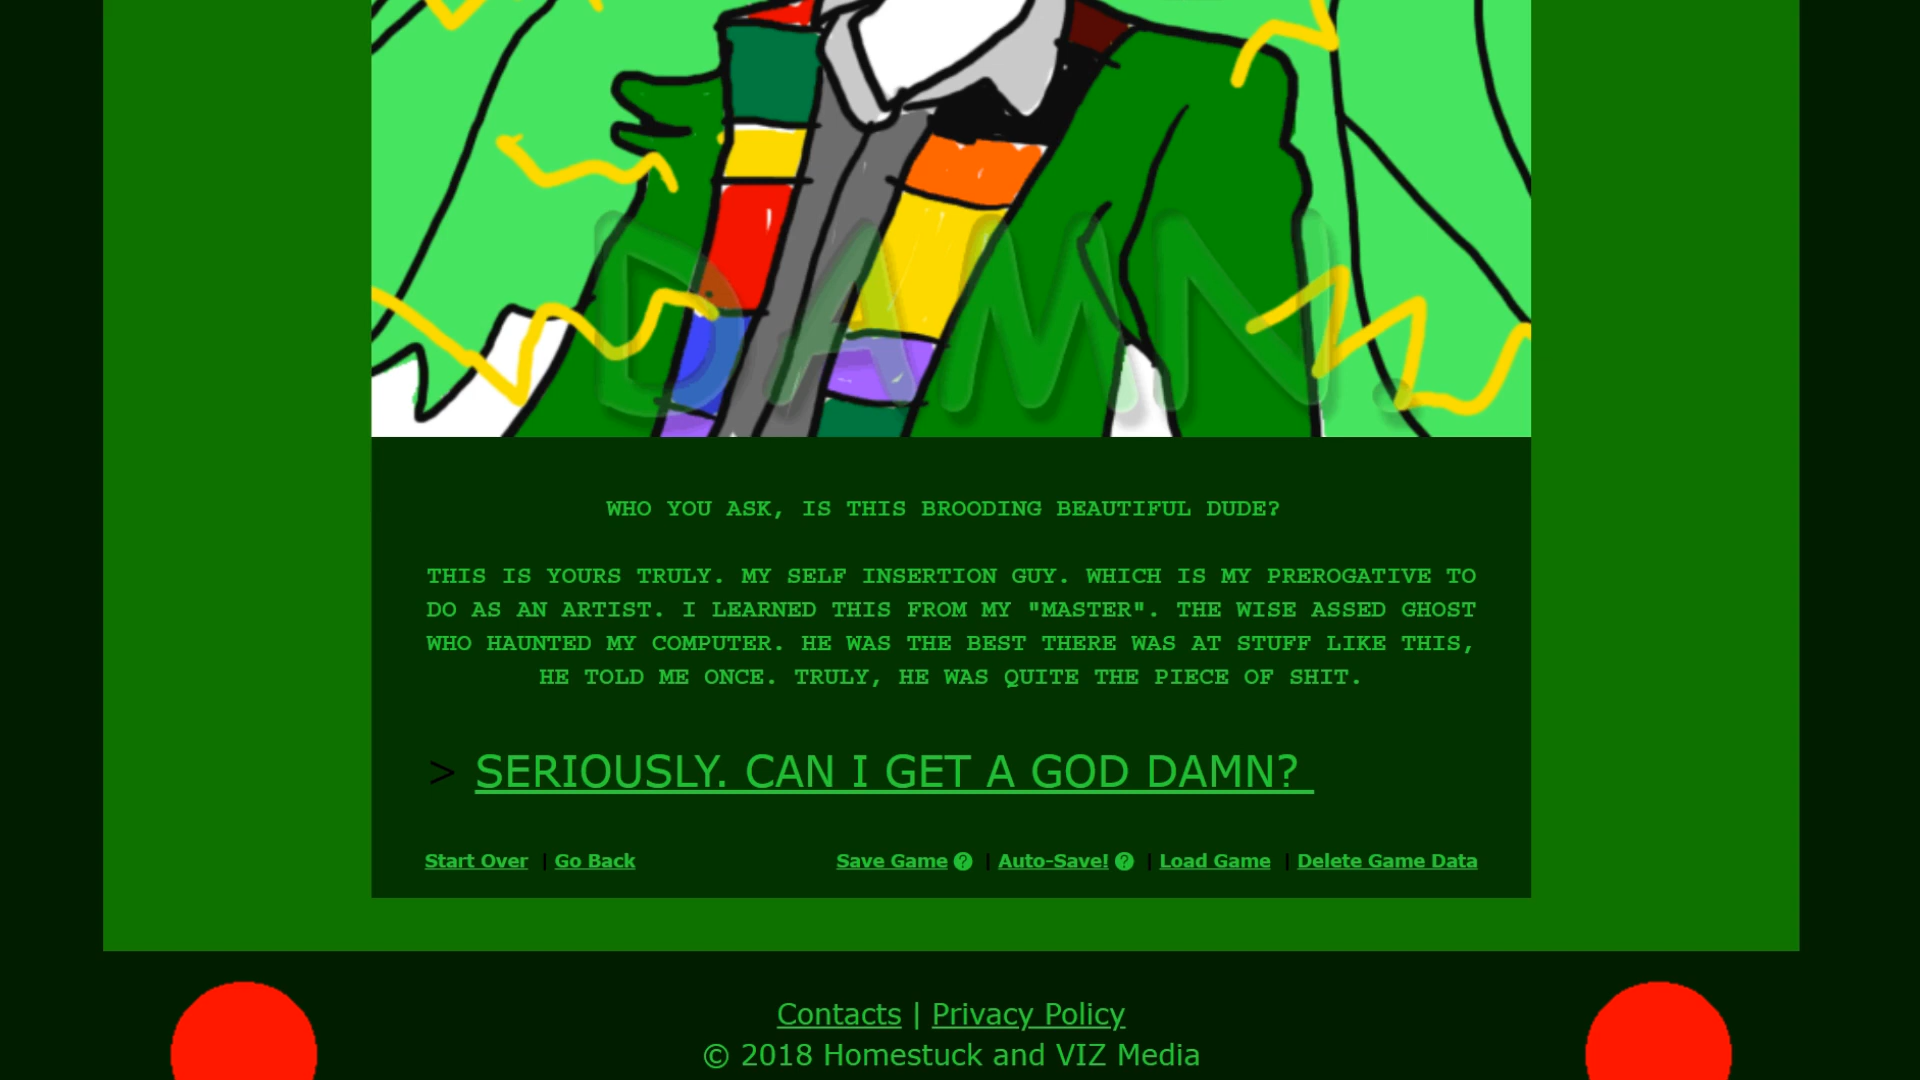 DAMN.
WHO YOU ASK, IS THIS BROODING BEAUTIFUL DUDE?
THIS IS YOURS TRULY. MY SELF INSERTION GUY. WHICH IS MY PREROGATIVE TO
DO AS AN ARTIST. I LEARNED THIS FROM MY "MASTER". THE WISE ASSED GHOST
WHO HAUNTED MY COMPUTER. HE WAS THE BEST THERE WAS AT STUFF LIKE THIS,
HE TOLD ME ONCE. TRULY, HE WAS QUITE THE PIECE OF SHIT.
> SERIOUSLY. CAN I GET A GOD DAMN?
Start Over | Go Back Save Game ? | Auto-Save! ? | Load Game | Delete Game Data
Contacts | Privacy Policy
© 2018 Homestuck and VIZ Media